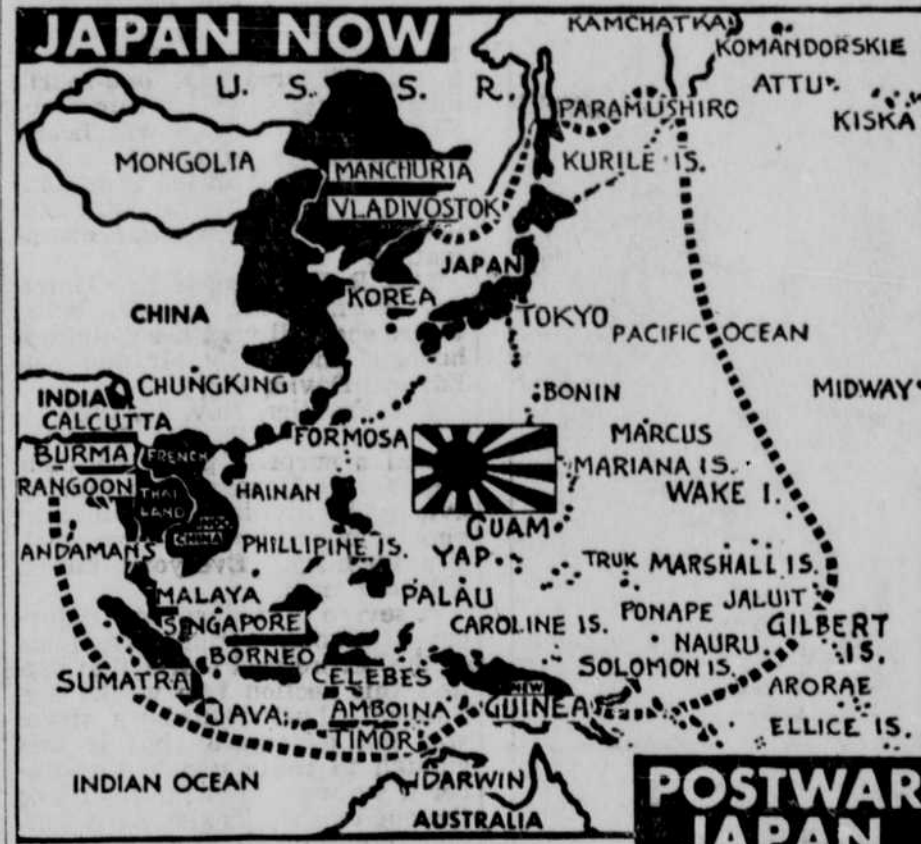 JAPAN NOW
KAMCHATKA
KOMANDORSKIE
ATTU
KISKA
U. S. S. R.
PARAMUSHIRO
KURILE IS.
MONGOLIA
MANCHURIA
VLADIVOSTOK
JAPAN
KOREA
TOKYO
CHINA
PACIFIC OCEAN
CHUNGKING
BONIN
MIDWAY
INDIA
CALCUTTA
FORMOSA
MARCUS
BURMA
FRENCH
MARIANA IS.
RANGOON
THAI
LAND
HAINAN
WAKE I.
INDO
CHINA
GUAM
ANDAMANS
PHILLIPINE IS.
YAP
TRUK
MARSHALL IS.
MALAYA
PALAU
PONAPE
JALUIT
SINGAPORE
CAROLINE IS.
NAURU
GILBERT
IS.
BORNEO
SOLOMON IS.
SUMATRA
CELEBES
ARORAE
JAVA
AMBOINA
NEW
GUINEA
ELLICE IS.
TIMOR
INDIAN OCEAN
DARWIN
AUSTRALIA
POSTWAR
JAPAN